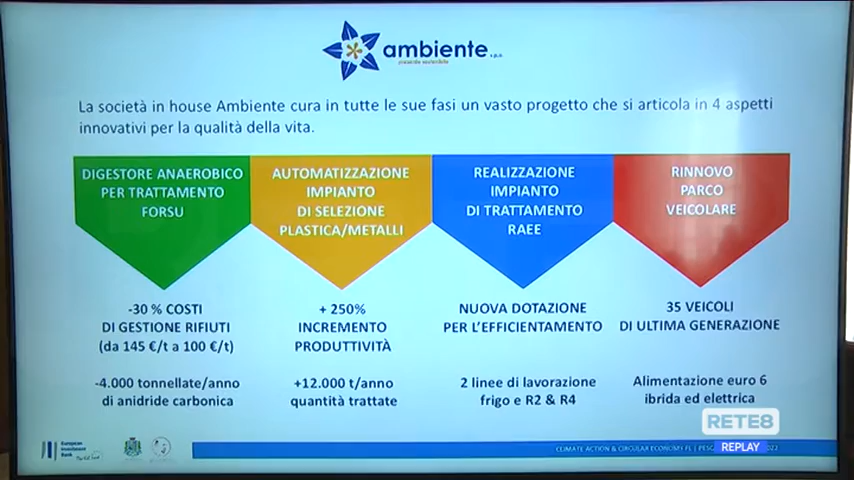 ambiente s.p.a.
presente sostenibile
La società in house Ambiente cura in tutte le sue fasi un vasto progetto che si articola in 4 aspetti
innovativi per la qualità della vita.
DIGESTORE ANAEROBICO
PER TRATTAMENTO
FORSU
AUTOMATIZZAZIONE
IMPIANTO
DI SELEZIONE
PLASTICA/METALLI
REALIZZAZIONE
IMPIANTO
DI TRATTAMENTO
RAEE
RINNOVO
PARCO
VEICOLARE
-30 % COSTI
DI GESTIONE RIFIUTI
(da 145 €/t a 100 €/t)
+ 250%
INCREMENTO
PRODUTTIVITÀ
NUOVA DOTAZIONE
PER L'EFFICIENTAMENTO
35 VEICOLI
DI ULTIMA GENERAZIONE
-4.000 tonnellate/anno
di anidride carbonica
+12.000 t/anno
quantità trattate
2 linee di lavorazione
frigo e R2 & R4
Alimentazione euro 6
ibrida ed elettrica
RETE8
REPLAY
European
Investment
Bank
CLIMATE ACTION & CIRCULAR ECONOMY